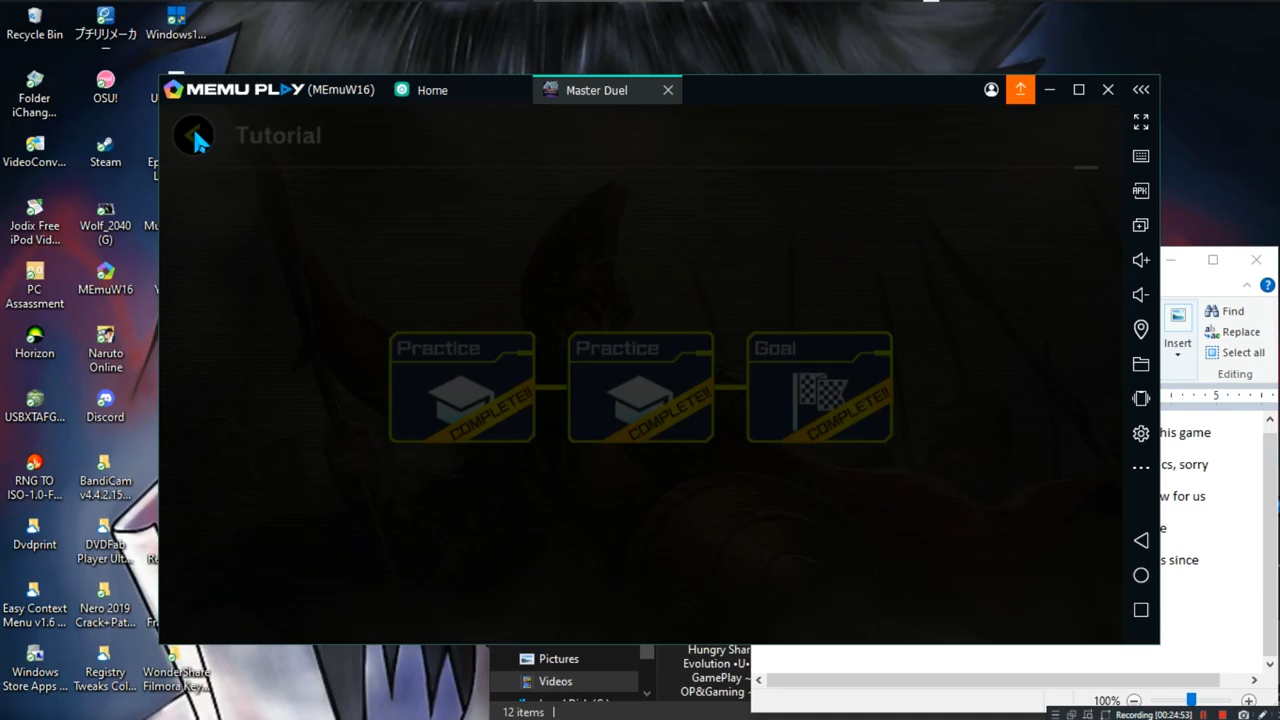 Recycle Bin
プチリリメーカー
Windows1...
Folder iChang...
OSU!
VideoConv...
Steam
Jodix Free iPod Vid...
Wolf_2040 (G)
PC Assassment
MEmuW16
Horizon
Naruto Online
USBXTAFG...
Discord
RNG TO ISO-1.0-F...
BandiCam v4.4.2.15...
Dvdprint
DVDFab Player Ult...
Easy Context Menu v1.6 ...
Nero 2019 Crack+Pat...
Windows Store Apps ...
Registry Tweaks Col...
WonderShare Filmora Key...
MEMU PLAY (MEmuW16)
Home
Master Duel
Tutorial
Practice
COMPLETE!!
Practice
COMPLETE!!
Goal
COMPLETE!!
APK
Insert
Find
Replace
Select all
Editing
5
his game
cs, sorry
w for us
e
s since
Pictures
Videos
12 items
Hungry Shar
Evolution •U•
GamePlay ~
OP&Gaming ~
100%
Recording [00:24:53]